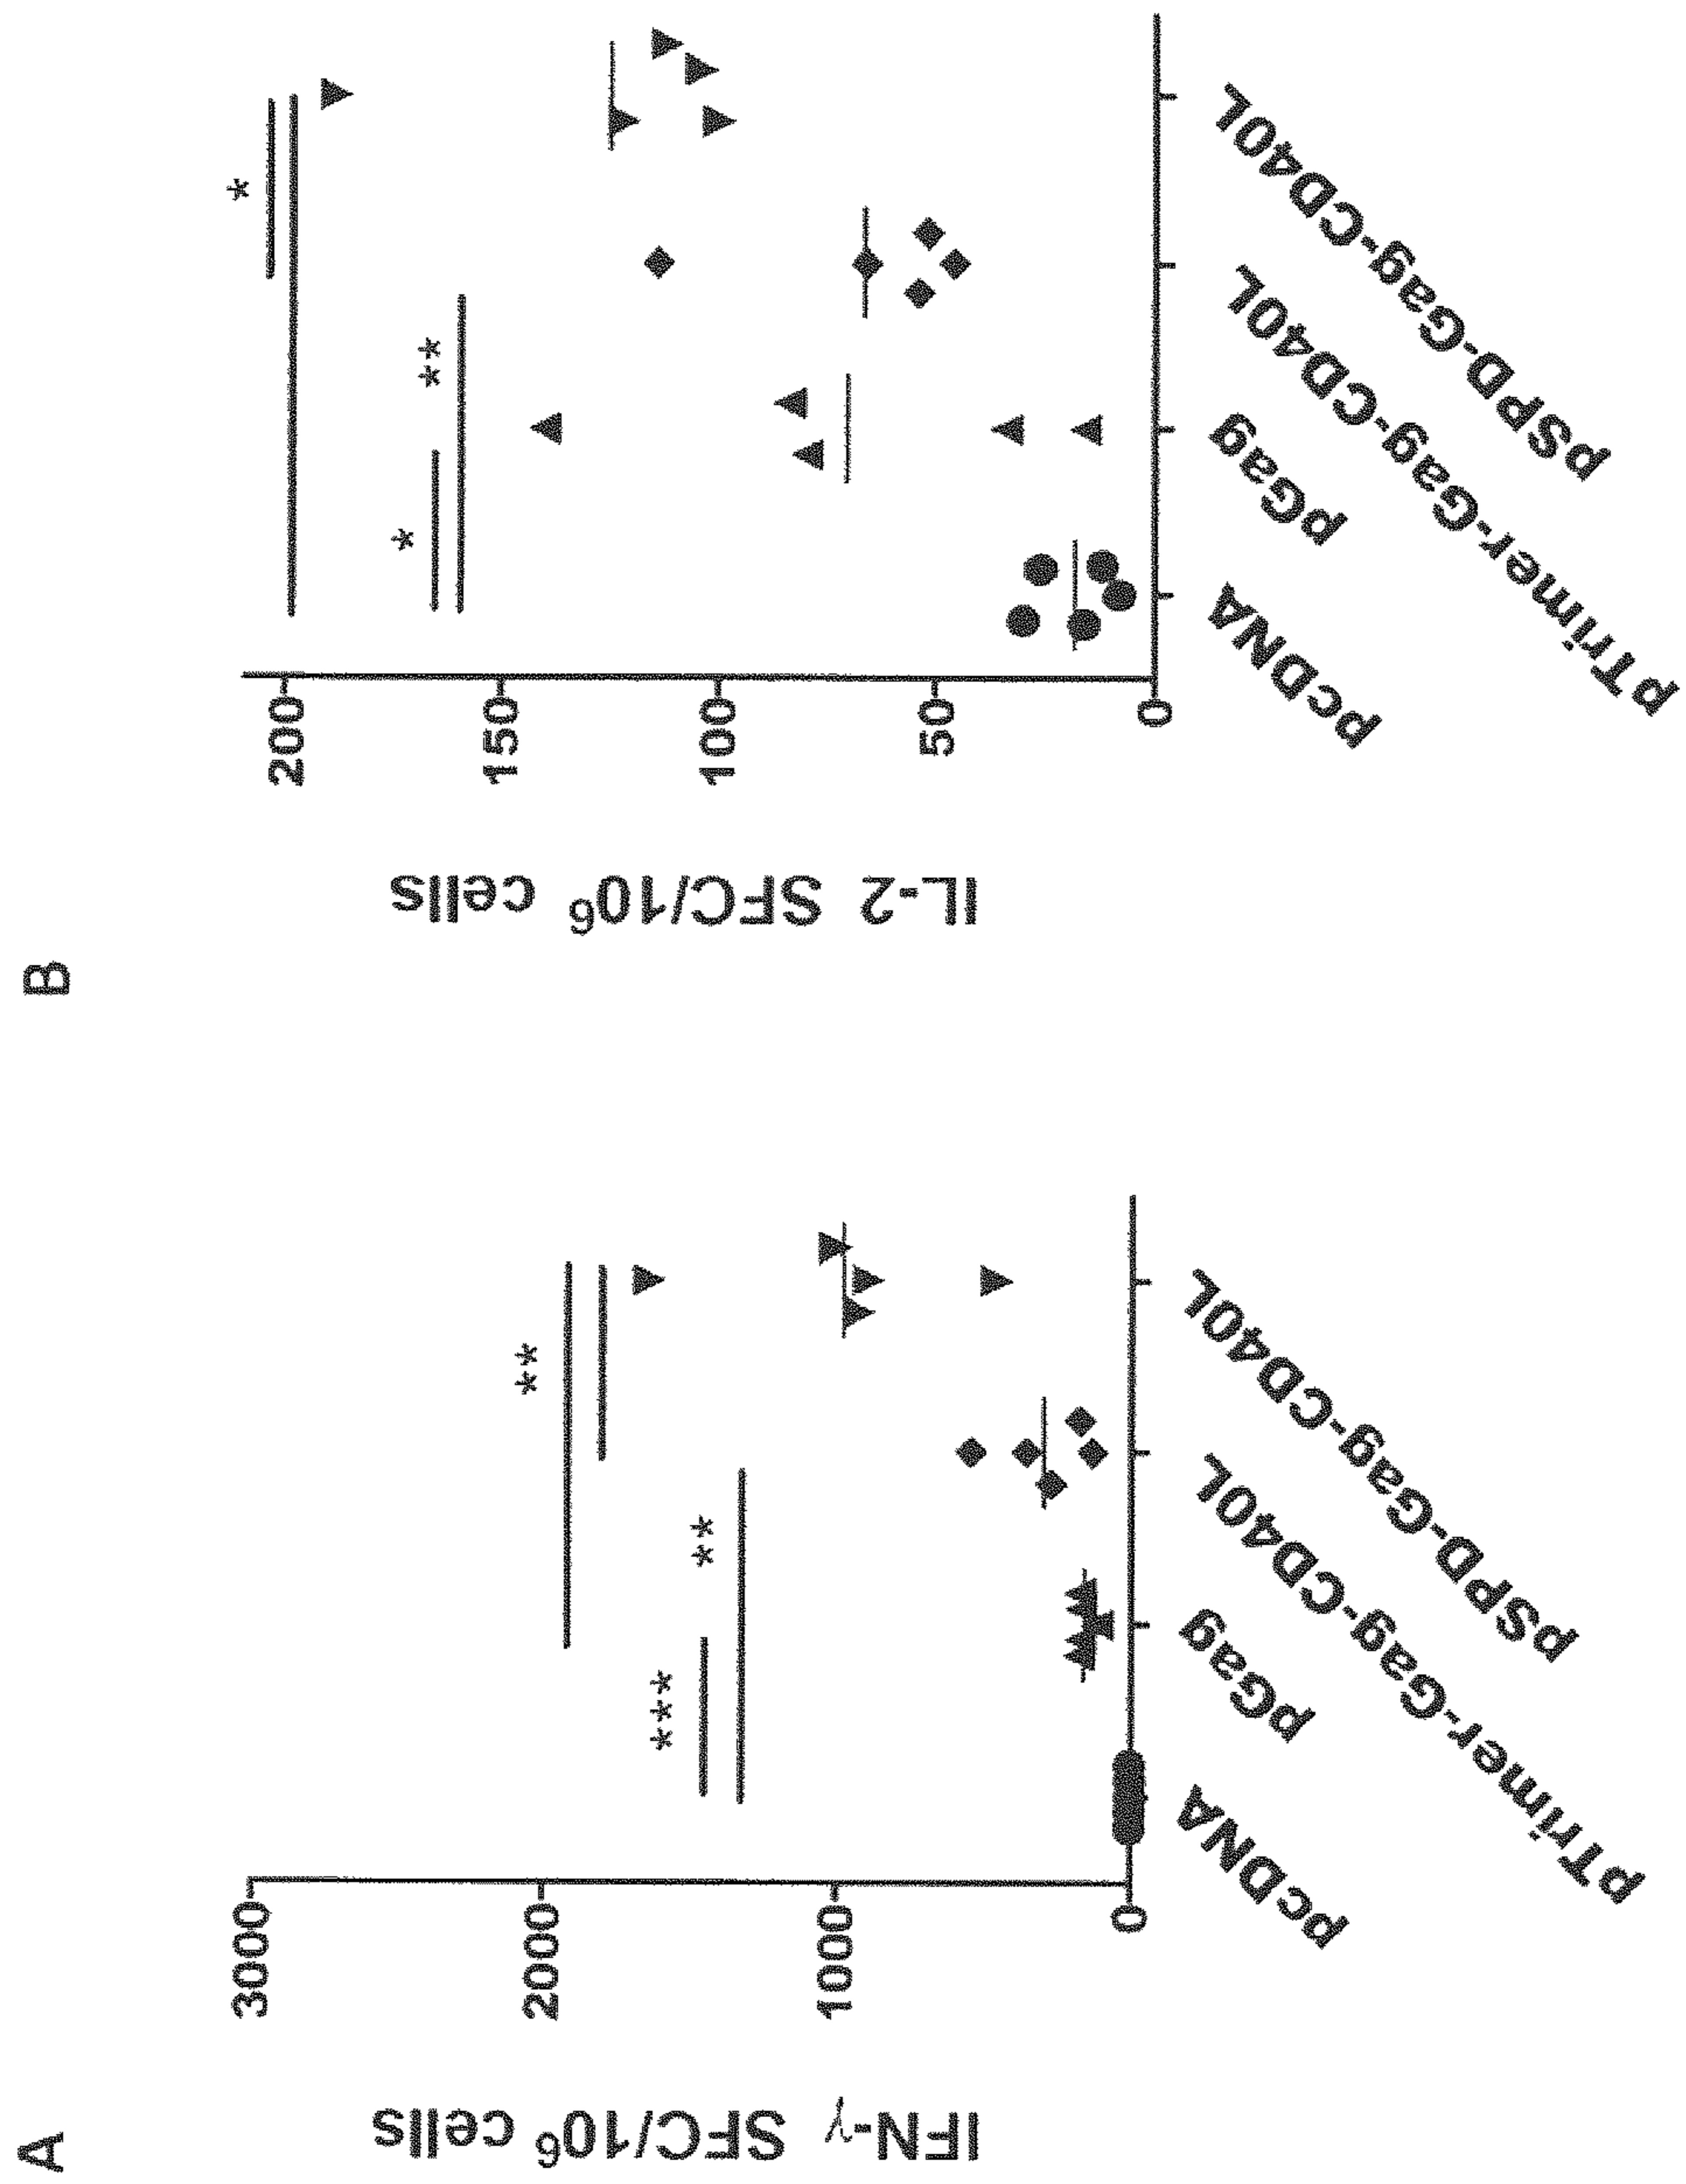 A
IFN-γ SFC/10⁶ cells
3000
2000
1000
0
***
**
**
pcDNA
pGag
pTrimer-Gag-CD40L
pSPD-Gag-CD40L
B
IL-2 SFC/10⁶ cells
200
150
100
50
0
*
**
*
pcDNA
pGag
pTrimer-Gag-CD40L
pSPD-Gag-CD40L